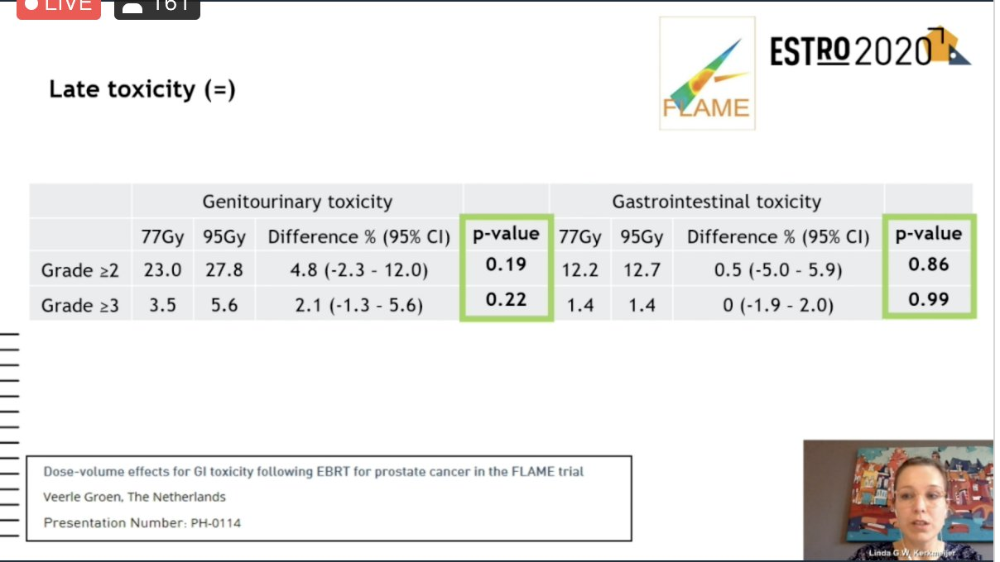 LIVE 161
ESTRO 2020
FLAME
Late toxicity (=)
Genitourinary toxicity Gastrointestinal toxicity
77Gy 95Gy Difference % (95% CI) p-value 77Gy 95Gy Difference % (95% CI) p-value
Grade ≥2 23.0 27.8 4.8 (-2.3 - 12.0) 0.19 12.2 12.7 0.5 (-5.0 - 5.9) 0.86
Grade ≥3 3.5 5.6 2.1 (-1.3 - 5.6) 0.22 1.4 1.4 0 (-1.9 - 2.0) 0.99
Dose-volume effects for GI toxicity following EBRT for prostate cancer in the FLAME trial
Veerle Groen, The Netherlands
Presentation Number: PH-0114
Linda G W. Kerkmeijer